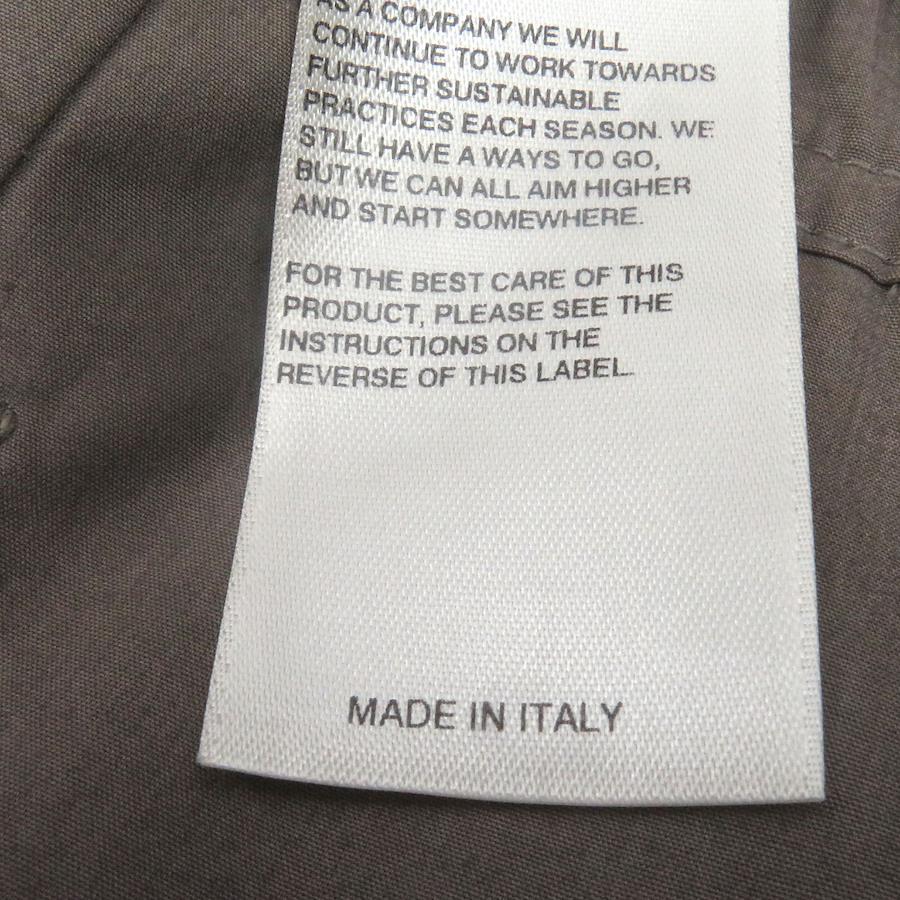 AS A COMPANY WE WILL
CONTINUE TO WORK TOWARDS
FURTHER SUSTAINABLE
PRACTICES EACH SEASON. WE
STILL HAVE A WAYS TO GO,
BUT WE CAN ALL AIM HIGHER
AND START SOMEWHERE.
FOR THE BEST CARE OF THIS
PRODUCT, PLEASE SEE THE
INSTRUCTIONS ON THE
REVERSE OF THIS LABEL.
MADE IN ITALY